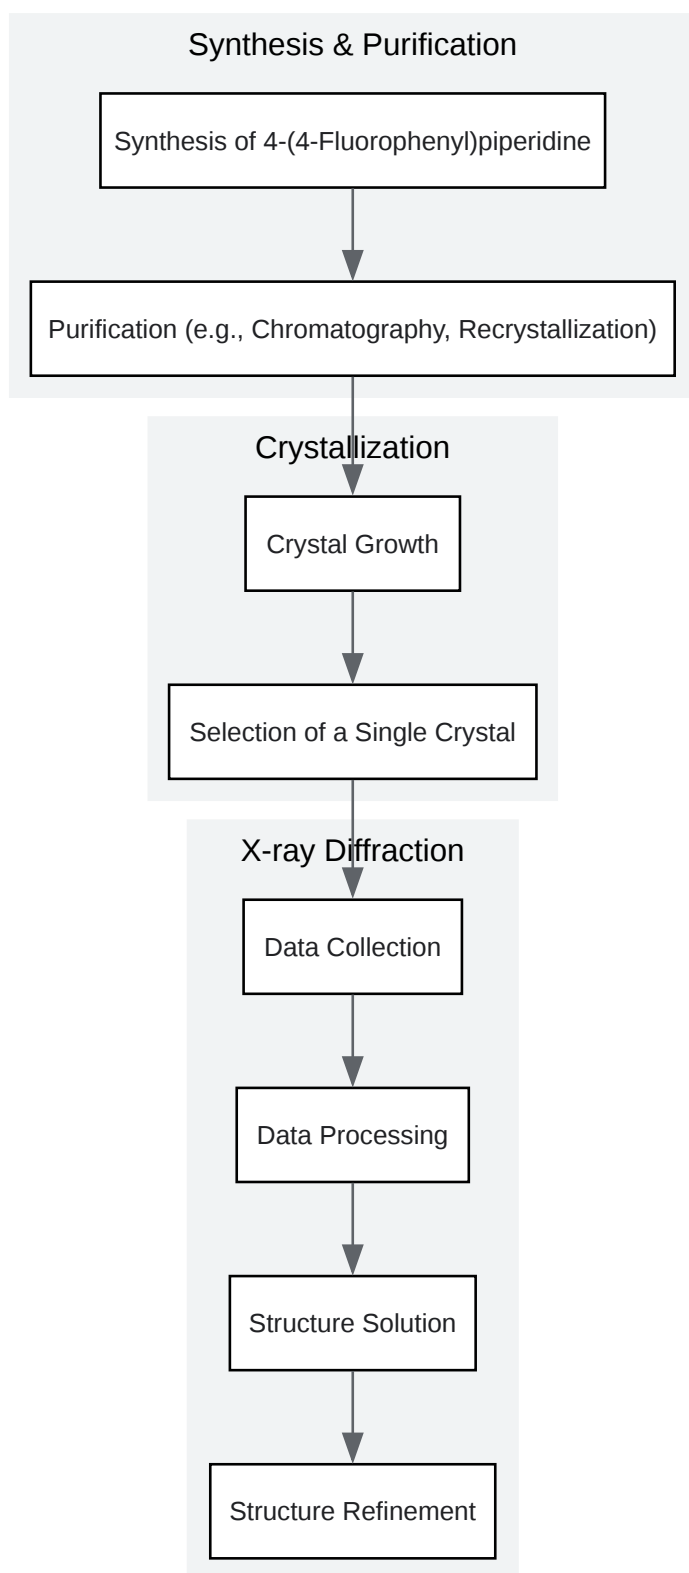 Synthesis & Purification
Synthesis of 4-(4-Fluorophenyl)piperidine
Purification (e.g., Chromatography, Recrystallization)
Crystallization
Crystal Growth
Selection of a Single Crystal
X-ray Diffraction
Data Collection
Data Processing
Structure Solution
Structure Refinement